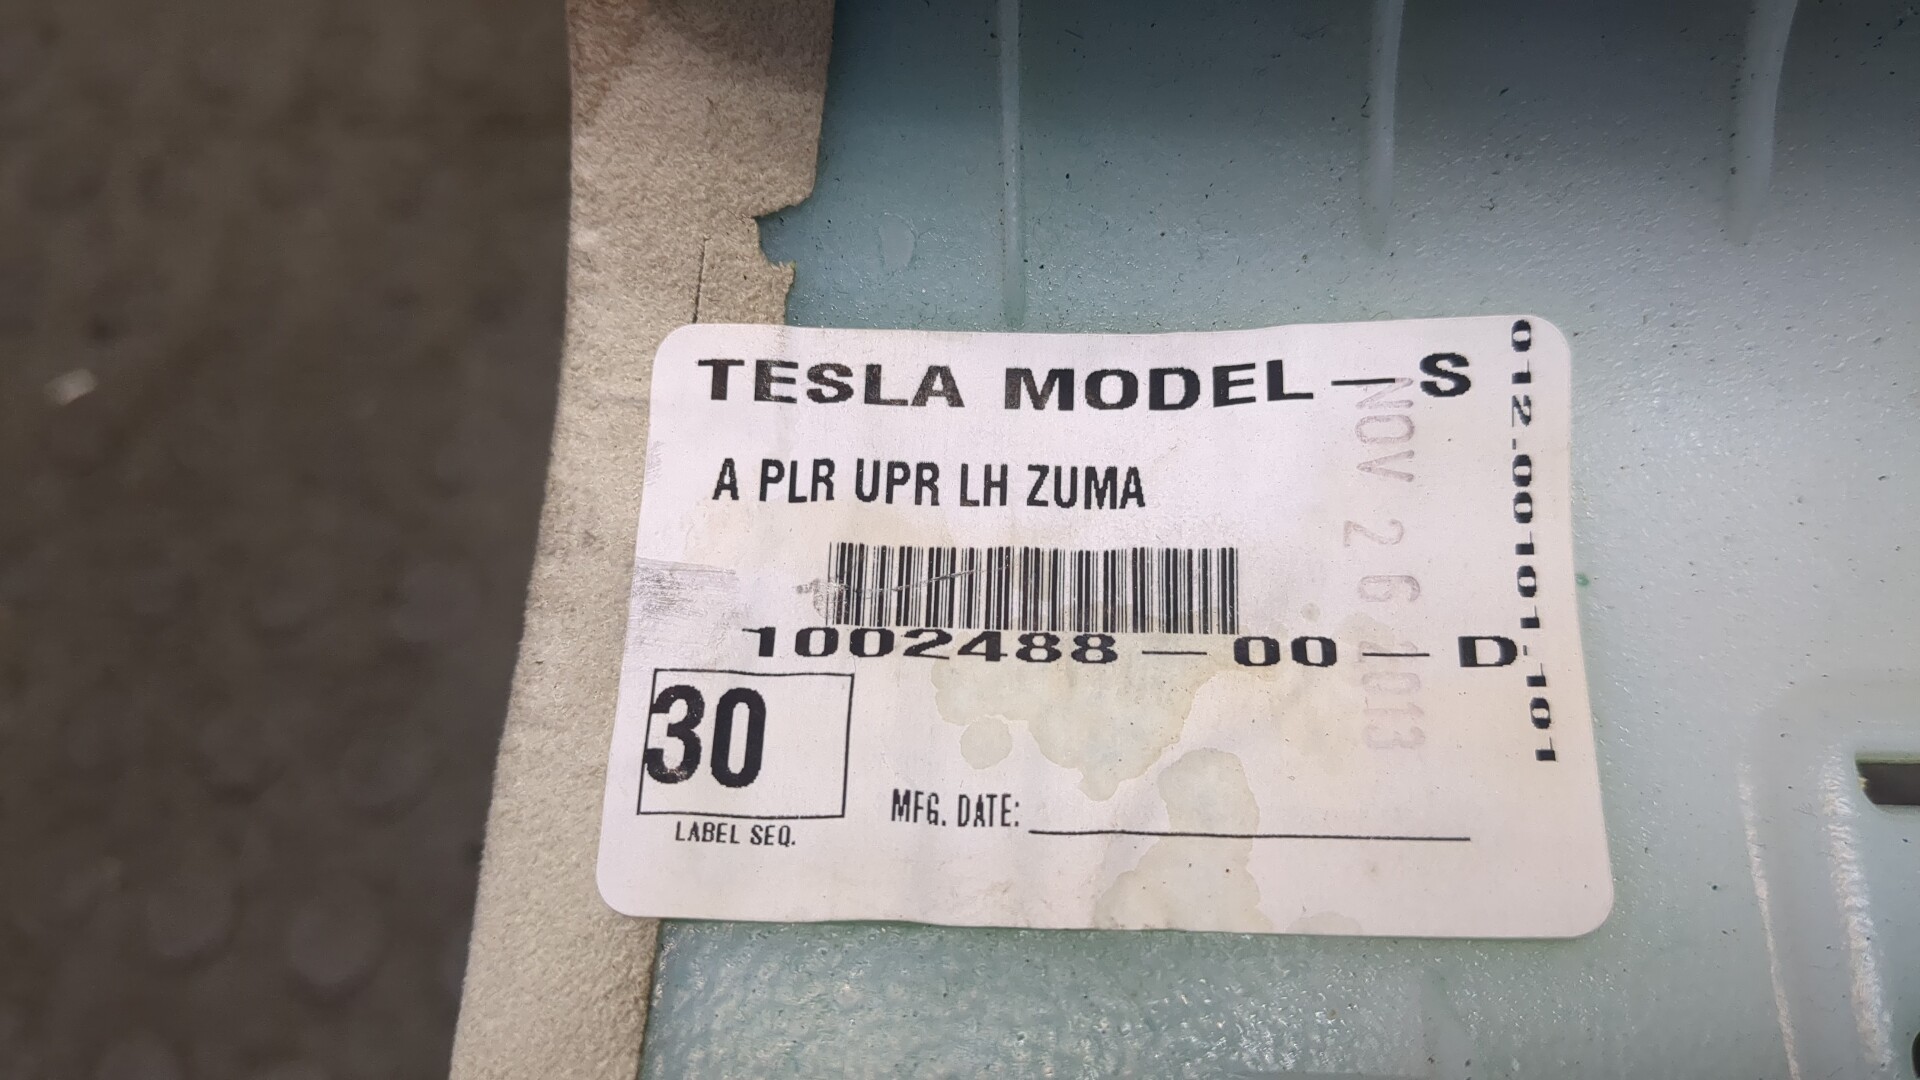 TESLA MODEL-S
A PLR UPR LH ZUMA
1002488-00-D
30
LABEL SEQ.
MFG. DATE:
012.00101.101
NOV 26 2013